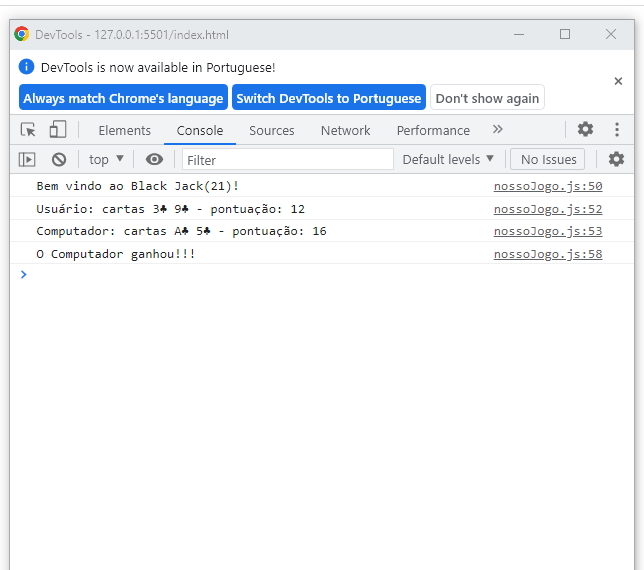 DevTools - 127.0.0.1:5501/index.html
DevTools is now available in Portuguese!
Always match Chrome's language Switch DevTools to Portuguese Don't show again
Elements Console Sources Network Performance
top Filter Default levels No Issues
Bem vindo ao Black Jack(21)! nossoJogo.js:50
Usuário: cartas 3♣ 9♣ - pontuação: 12 nossoJogo.js:52
Computador: cartas A♣ 5♣ - pontuação: 16 nossoJogo.js:53
O Computador ganhou!!! nossoJogo.js:58